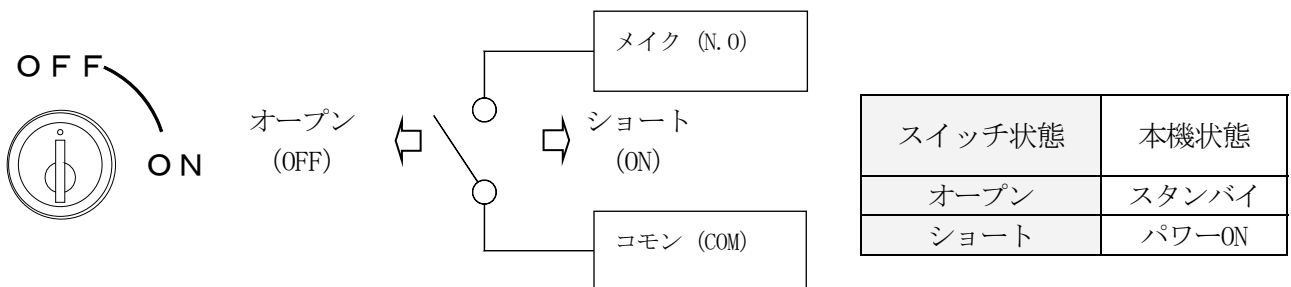 OFF
ON
オープン
(OFF)
メイク (N.O)
ショート
(ON)
コモン (COM)
スイッチ状態 本機状態
オープン スタンバイ
ショート パワーON